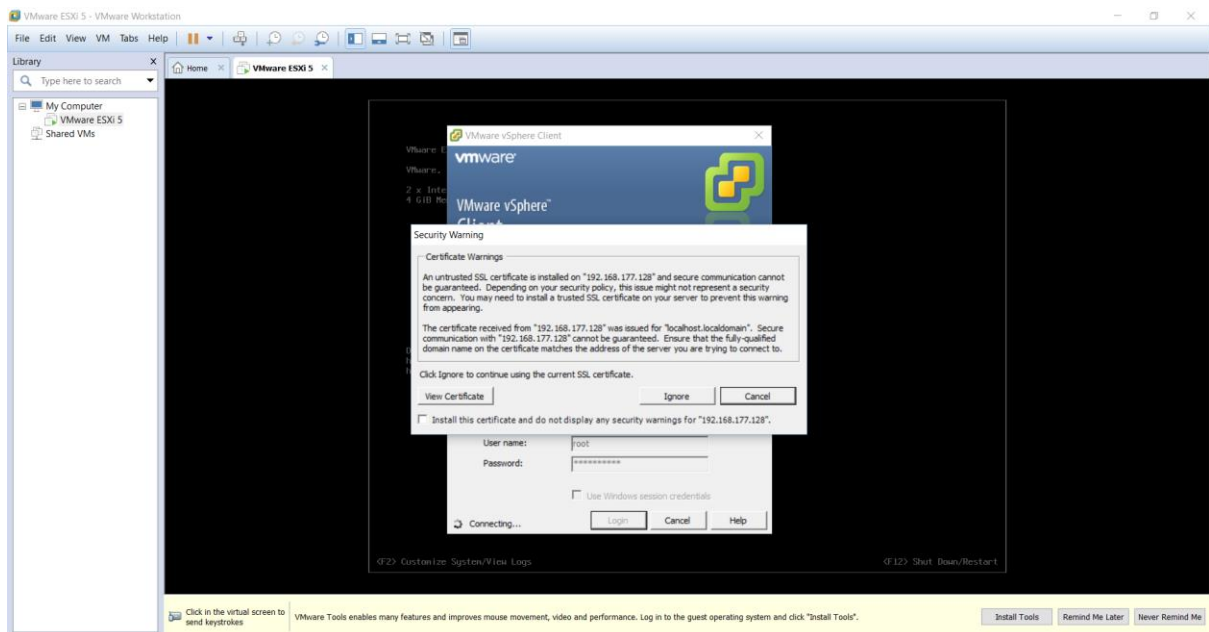 VMware ESXi 5 - VMware Workstation
File Edit View VM Tabs Help
Library X
Home × VMware ESXi 5 ×
Type here to search
My Computer
VMware ESXi 5
Shared VMs
VMware E
VMware,
2 x Inte
4 GiB Me
VMware vSphere Client
vmware
VMware vSphere™
Client
Security Warning
Certificate Warnings
An untrusted SSL certificate is installed on "192.168.177.128" and secure communication cannot
be guaranteed. Depending on your security policy, this issue might not represent a security
concern. You may need to install a trusted SSL certificate on your server to prevent this warning
from appearing.
The certificate received from "192.168.177.128" was issued for "localhost.localdomain". Secure
communication with "192.168.177.128" cannot be guaranteed. Ensure that the fully-qualified
domain name on the certificate matches the address of the server you are trying to connect to.
Click Ignore to continue using the current SSL certificate.
View Certificate Ignore Cancel
Install this certificate and do not display any security warnings for "192.168.177.128".
User name: root
Password: **********
Use Windows session credentials
Connecting... Login Cancel Help
<F2> Customize System/View Logs <F12> Shut Down/Restart
Click in the virtual screen to
send keystrokes
VMware Tools enables many features and improves mouse movement, video and performance. Log in to the guest operating system and click "Install Tools".
Install Tools Remind Me Later Never Remind Me